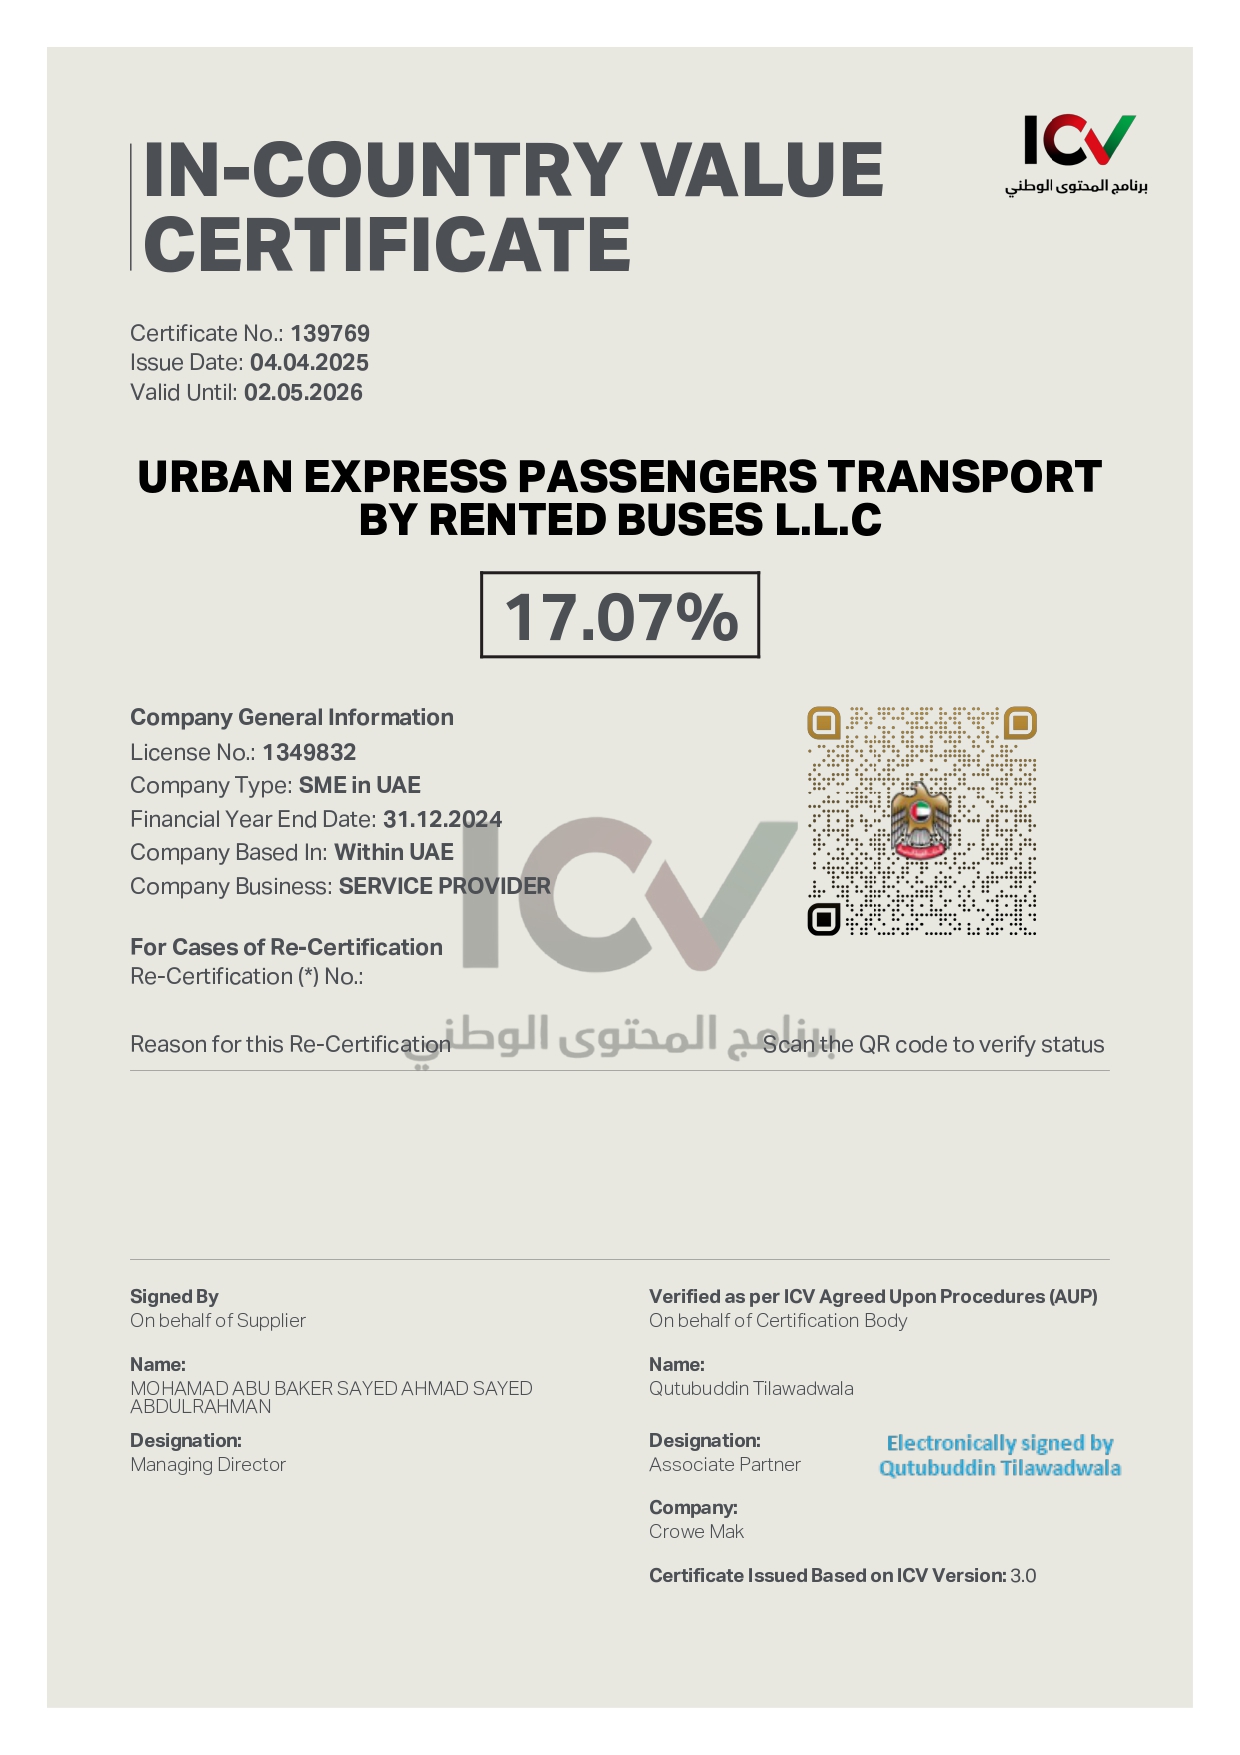 ICV
برنامج المحتوى الوطني
IN-COUNTRY VALUE
CERTIFICATE
Certificate No.: 139769
Issue Date: 04.04.2025
Valid Until: 02.05.2026
URBAN EXPRESS PASSENGERS TRANSPORT
BY RENTED BUSES L.L.C
17.07%
Company General Information
License No.: 1349832
Company Type: SME in UAE
Financial Year End Date: 31.12.2024
Company Based In: Within UAE
Company Business: SERVICE PROVIDER
ICV
برنامج المحتوى الوطني
For Cases of Re-Certification
Re-Certification (*) No.:
Reason for this Re-Certification
Scan the QR code to verify status
Signed By
On behalf of Supplier
Name:
MOHAMAD ABU BAKER SAYED AHMAD SAYED
ABDULRAHMAN
Designation:
Managing Director
Verified as per ICV Agreed Upon Procedures (AUP)
On behalf of Certification Body
Name:
Qutubuddin Tilawadwala
Designation:
Associate Partner
Electronically signed by
Qutubuddin Tilawadwala
Company:
Crowe Mak
Certificate Issued Based on ICV Version: 3.0